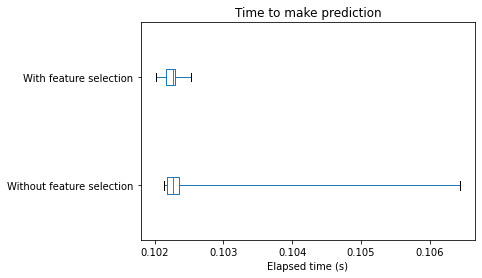 Time to make prediction
With feature selection
Without feature selection
0.102 0.103 0.104 0.105 0.106
Elapsed time (s)